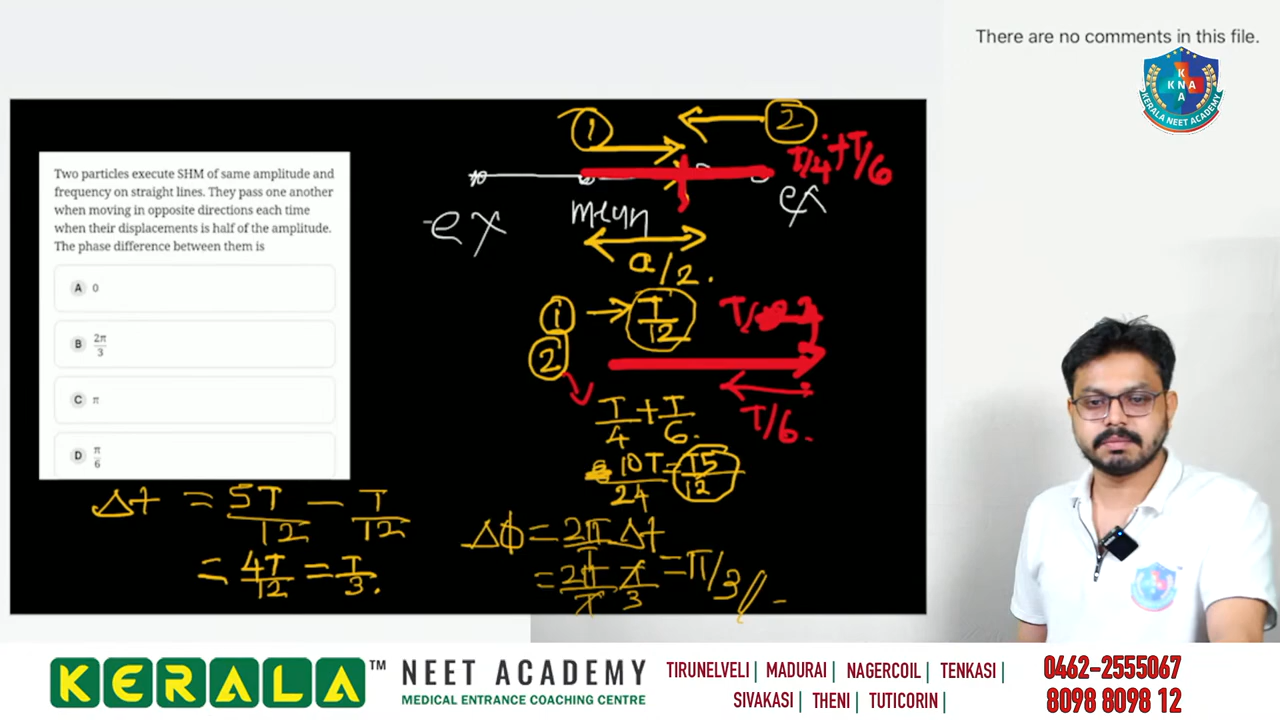 There are no comments in this file.
KNA
KERALA NEET ACADEMY
Two particles execute SHM of same amplitude and
frequency on straight lines. They pass one another
when moving in opposite directions each time
when their displacements is half of the amplitude.
The phase difference between them is
A 0
B 2π/3
C π
D π/6
1
2
T/4+T/6
-ex
mean
ex
a/2.
1 → T/12
2
T/6.
T/4 + T/6.
10T/24 = T5/12
Δt = 5T/12 − T/12
= 4T/12 = T/3.
Δφ = 2π/T Δt
= 2π/T T/3 = π/3 //
KERALA™ NEET ACADEMY
MEDICAL ENTRANCE COACHING CENTRE
TIRUNELVELI | MADURAI | NAGERCOIL | TENKASI |
SIVAKASI | THENI | TUTICORIN |
0462-2555067
8098 8098 12